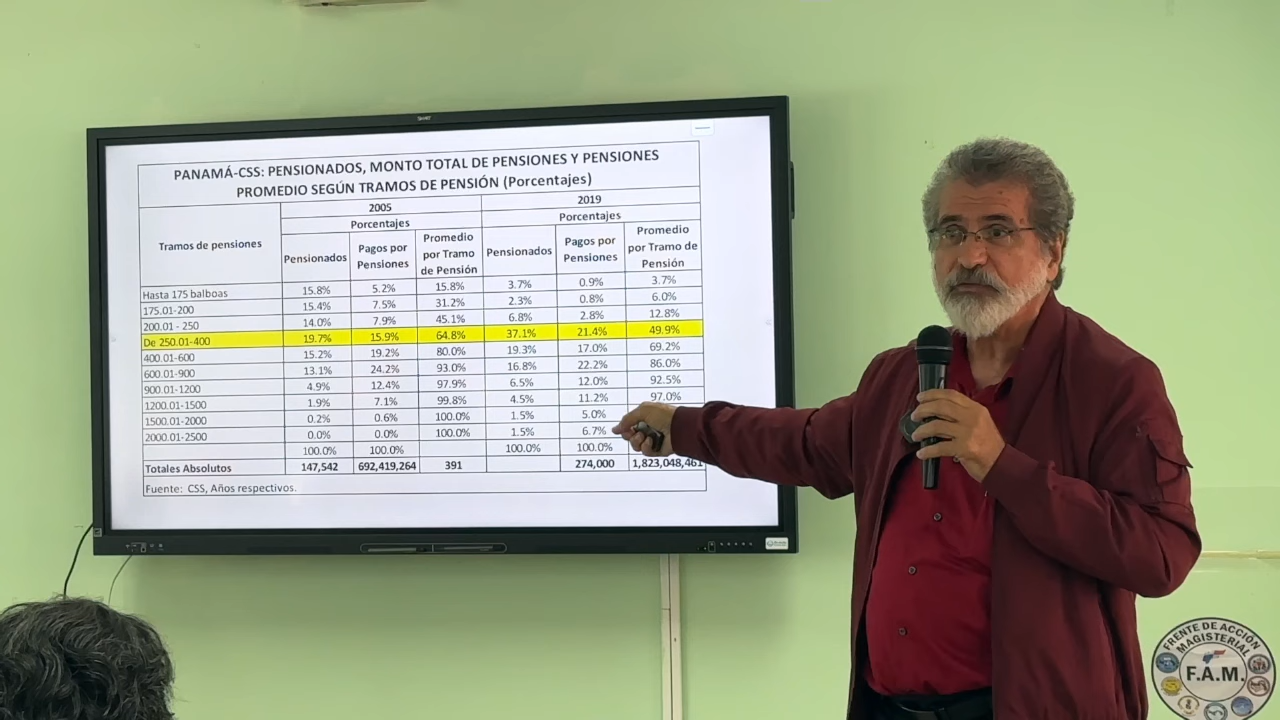 PANAMÁ-CSS: PENSIONADOS, MONTO TOTAL DE PENSIONES Y PENSIONES
PROMEDIO SEGÚN TRAMOS DE PENSIÓN (Porcentajes)
Tramos de pensiones
2005 2019
Porcentajes Porcentajes
Pensionados Pagos por Pensiones Promedio por Tramo de Pensión Pensionados Pagos por Pensiones Promedio por Tramo de Pensión
Hasta 175 balboas 15.8% 5.2% 15.8% 3.7% 0.9% 3.7%
175.01-200 15.4% 7.5% 31.2% 2.3% 0.8% 6.0%
200.01 - 250 14.0% 7.9% 45.1% 6.8% 2.8% 12.8%
De 250.01-400 19.7% 15.9% 64.8% 37.1% 21.4% 49.9%
400.01-600 15.2% 19.2% 80.0% 19.3% 17.0% 69.2%
600.01-900 13.1% 24.2% 93.0% 16.8% 22.2% 86.0%
900.01-1200 4.9% 12.4% 97.9% 6.5% 12.0% 92.5%
1200.01-1500 1.9% 7.1% 99.8% 4.5% 11.2% 97.0%
1500.01-2000 0.2% 0.6% 100.0% 1.5% 5.0%
2000.01-2500 0.0% 0.0% 100.0% 1.5% 6.7%
100.0% 100.0% 100.0% 100.0%
Totales Absolutos 147,542 692,419,264 391 274,000 1,823,048,461
Fuente: CSS, Años respectivos.
FRENTE DE ACCIÓN
MAGISTERIAL
F.A.M.